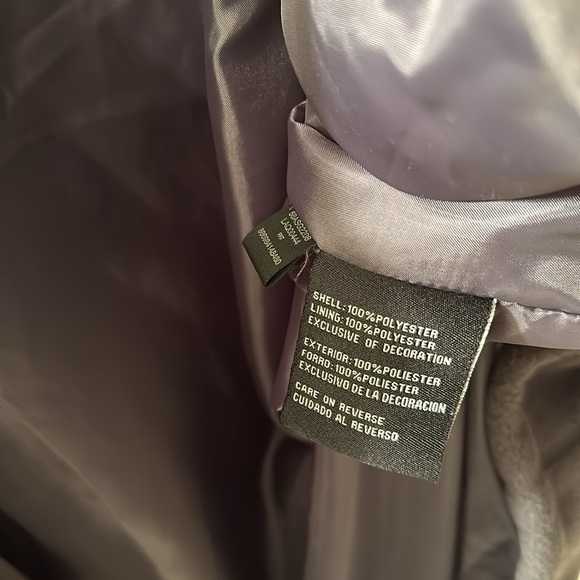 SHELL:100%POLYESTER
LINING:100%POLYESTER
EXCLUSIVE OF DECORATION
EXTERIOR:100%POLIESTER
FORRO:100%POLIESTER
EXCLUSIVO DE LA DECORACION
CARE ON REVERSE
CUIDADO AL REVERSO
LAQ0044